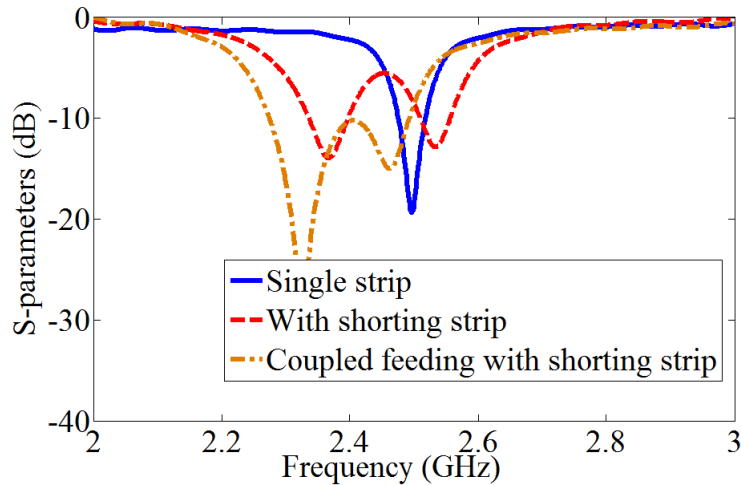 0
-10
-20
-30
-40
S-parameters (dB)
Single strip
With shorting strip
Coupled feeding with shorting strip
2
2.2
2.4
2.6
2.8
3
Frequency (GHz)